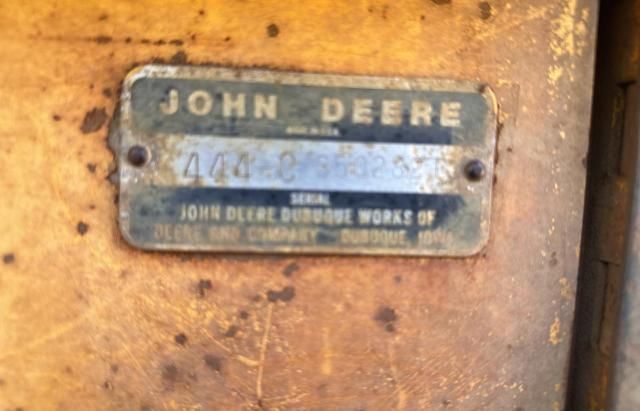 JOHN DEERE
444-C
SERIAL
JOHN DEERE DUBUQUE WORKS OF
DEERE AND COMPANY DUBUQUE, IOWA